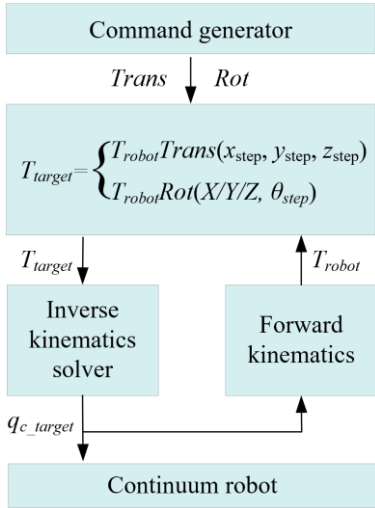 Command generator
Trans Rot
T_target = { T_robot Trans(x_step, y_step, z_step)
T_robot Rot(X/Y/Z, θ_step)
T_target
T_robot
Inverse
kinematics
solver
Forward
kinematics
q_c_target
Continuum robot